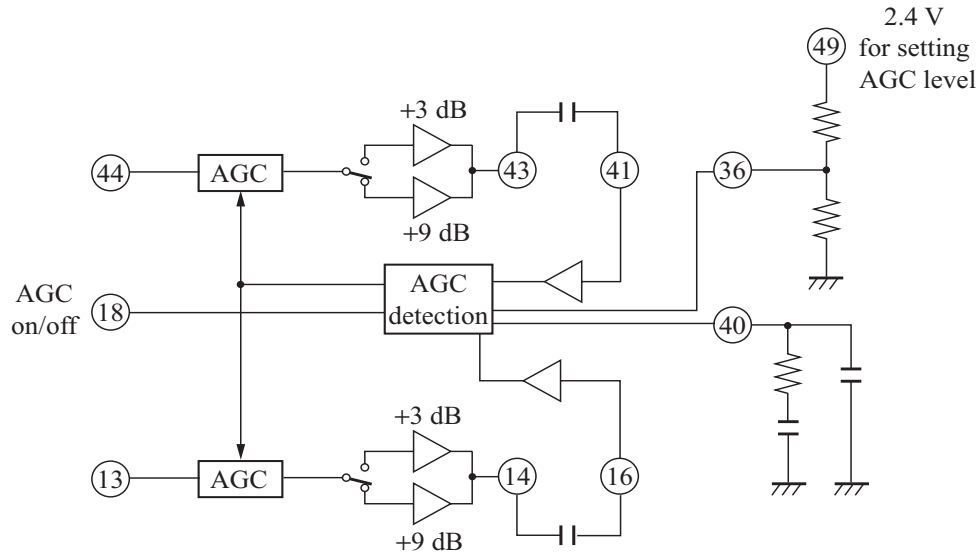 2.4 V
for setting
AGC level
49
+3 dB
44
AGC
43
41
36
+9 dB
AGC
on/off
18
AGC
detection
40
+3 dB
13
AGC
14
16
+9 dB